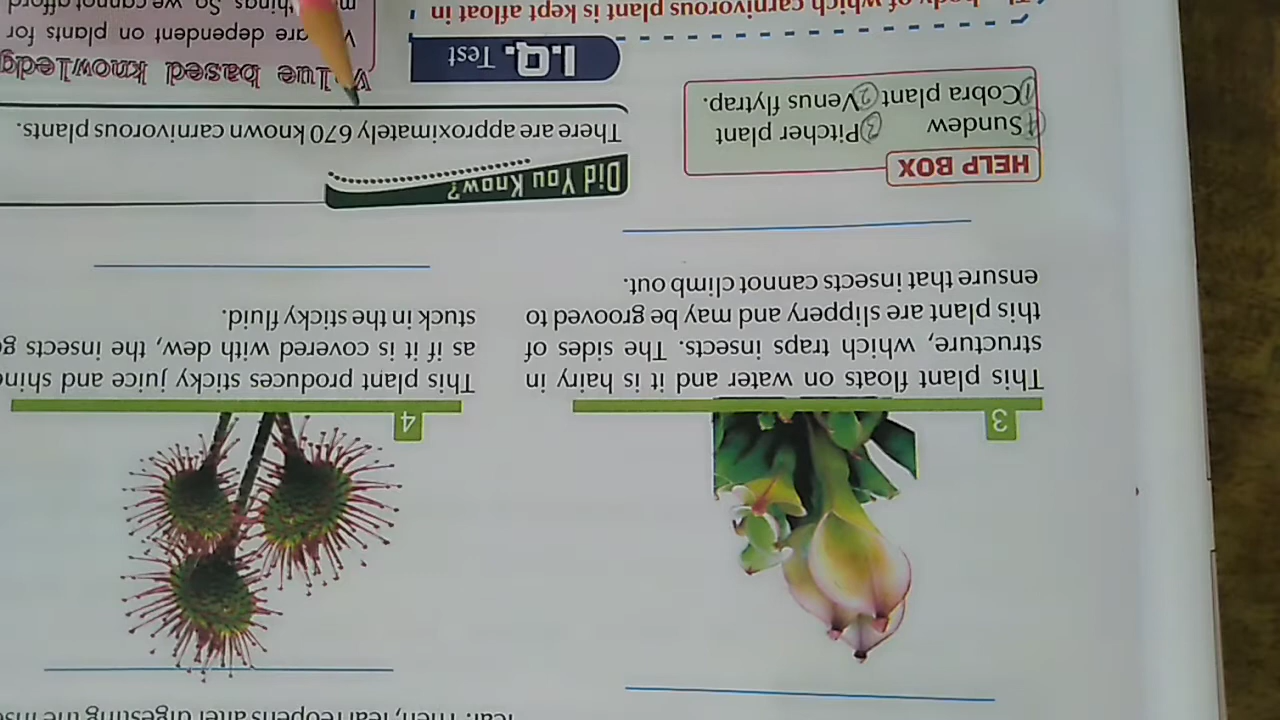 Then, leaf reopens after digesting the
3
This plant floats on water and it is hairy in
structure, which traps insects. The sides of
this plant are slippery and may be grooved to
ensure that insects cannot climb out.
4
This plant produces sticky juice and shine
as if it is covered with dew, the insects
stuck in the sticky fluid.
HELP BOX
4 Sundew 3 Pitcher plant
1 Cobra plant 2 Venus flytrap.
Did You Know?
There are approximately 670 known carnivorous plants.
I.Q. Test
body of which carnivorous plant is kept afloat in
Value based knowledg
are dependent on plants for
things. So we cannot afford